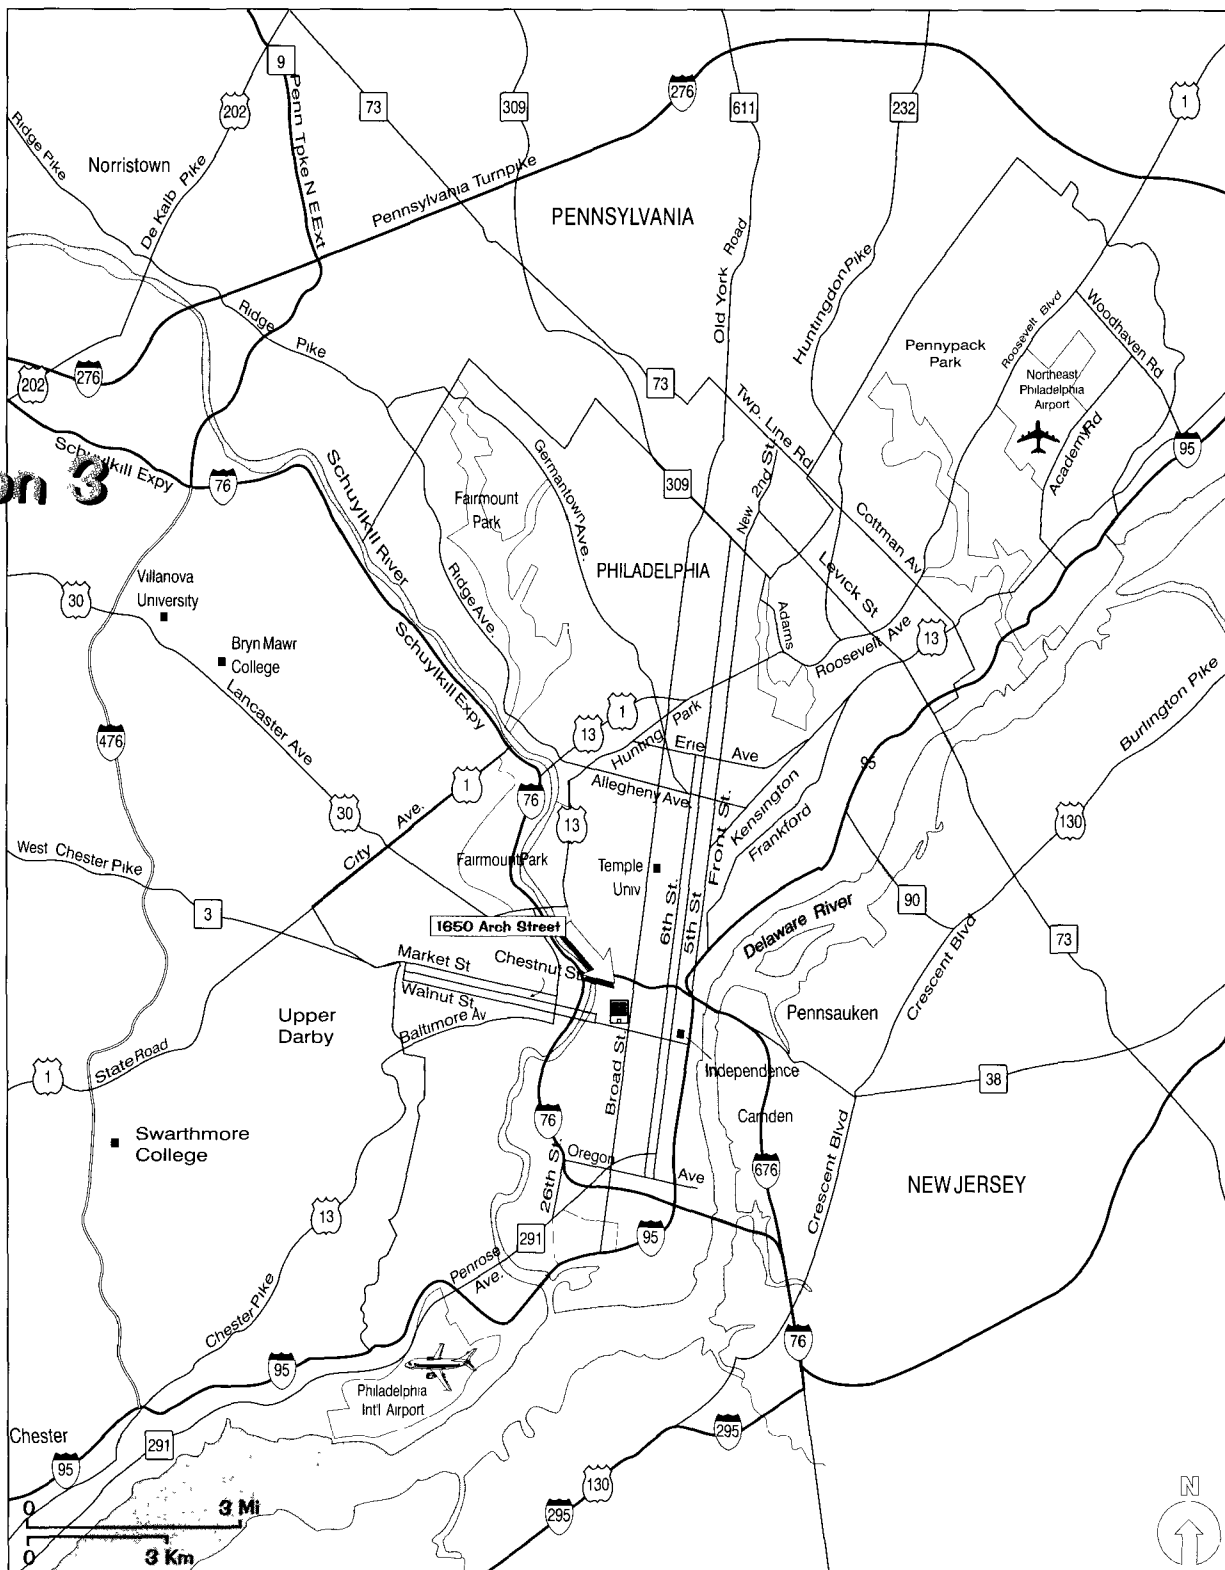 9
202
73
309
276
611
232
1
Ridge Pike
Norristown
De Kalb Pike
Penn Tpke N E Ext
Pennsylvania Turnpike
PENNSYLVANIA
Old York Road
Huntingdon Pike
Roosevelt Blvd
Woodhaven Rd
Ridge Pike
Pennypack
Park
Northeast
Philadelphia
Airport
202
276
73
Twp. Line Rd
Academy Rd
95
Schuylkill Expy
on 3
76
Schuylkill River
Fairmount
Park
Germantown Ave.
309
New 2nd St.
Cottman Av
Levick St
PHILADELPHIA
Ridge Ave.
Adams
Roosevelt Ave
13
30
Villanova
University
Bryn Mawr
College
Lancaster Ave
Schuylkill Expy
Burlington Pike
476
1
13
Hunting Park
Erie Ave
Allegheny Ave.
95
1
76
30
13
City Ave.
Kensington
Frankford
Front St.
130
West Chester Pike
Fairmount Park
Temple
Univ
3
90
6th St.
5th St
Delaware River
Crescent Blvd
73
1650 Arch Street
Market St
Chestnut St.
Walnut St.
Baltimore Av
Upper
Darby
Pennsauken
State Road
1
Broad St.
Independence
38
Camden
Swarthmore
College
76
Oregon Ave
26th St.
676
Crescent Blvd
NEW JERSEY
13
291
95
Penrose
Ave.
Chester Pike
76
95
Philadelphia
Int'l Airport
Chester
291
95
295
130
295
0 3 Mi
0 3 Km
N